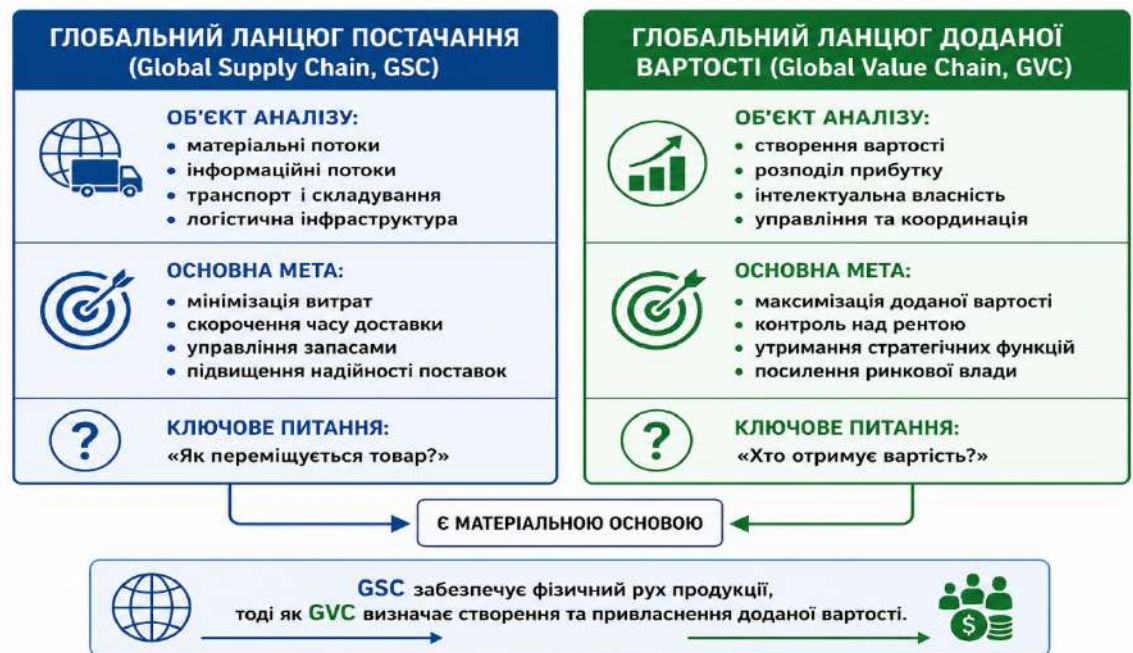 ГЛОБАЛЬНИЙ ЛАНЦЮГ ПОСТАЧАННЯ
(Global Supply Chain, GSC)
ОБ'ЄКТ АНАЛІЗУ:
• матеріальні потоки
• інформаційні потоки
• транспорт і складування
• логістична інфраструктура
ОСНОВНА МЕТА:
• мінімізація витрат
• скорочення часу доставки
• управління запасами
• підвищення надійності поставок
?
КЛЮЧОВЕ ПИТАННЯ:
«Як переміщується товар?»
ГЛОБАЛЬНИЙ ЛАНЦЮГ ДОДАНОЇ
ВАРТОСТІ (Global Value Chain, GVC)
ОБ'ЄКТ АНАЛІЗУ:
• створення вартості
• розподіл прибутку
• інтелектуальна власність
• управління та координація
ОСНОВНА МЕТА:
• максимізація доданої вартості
• контроль над рентою
• утримання стратегічних функцій
• посилення ринкової влади
?
КЛЮЧОВЕ ПИТАННЯ:
«Хто отримує вартість?»
Є МАТЕРІАЛЬНОЮ ОСНОВОЮ
GSC забезпечує фізичний рух продукції,
тоді як GVC визначає створення та привласнення доданої вартості.
$